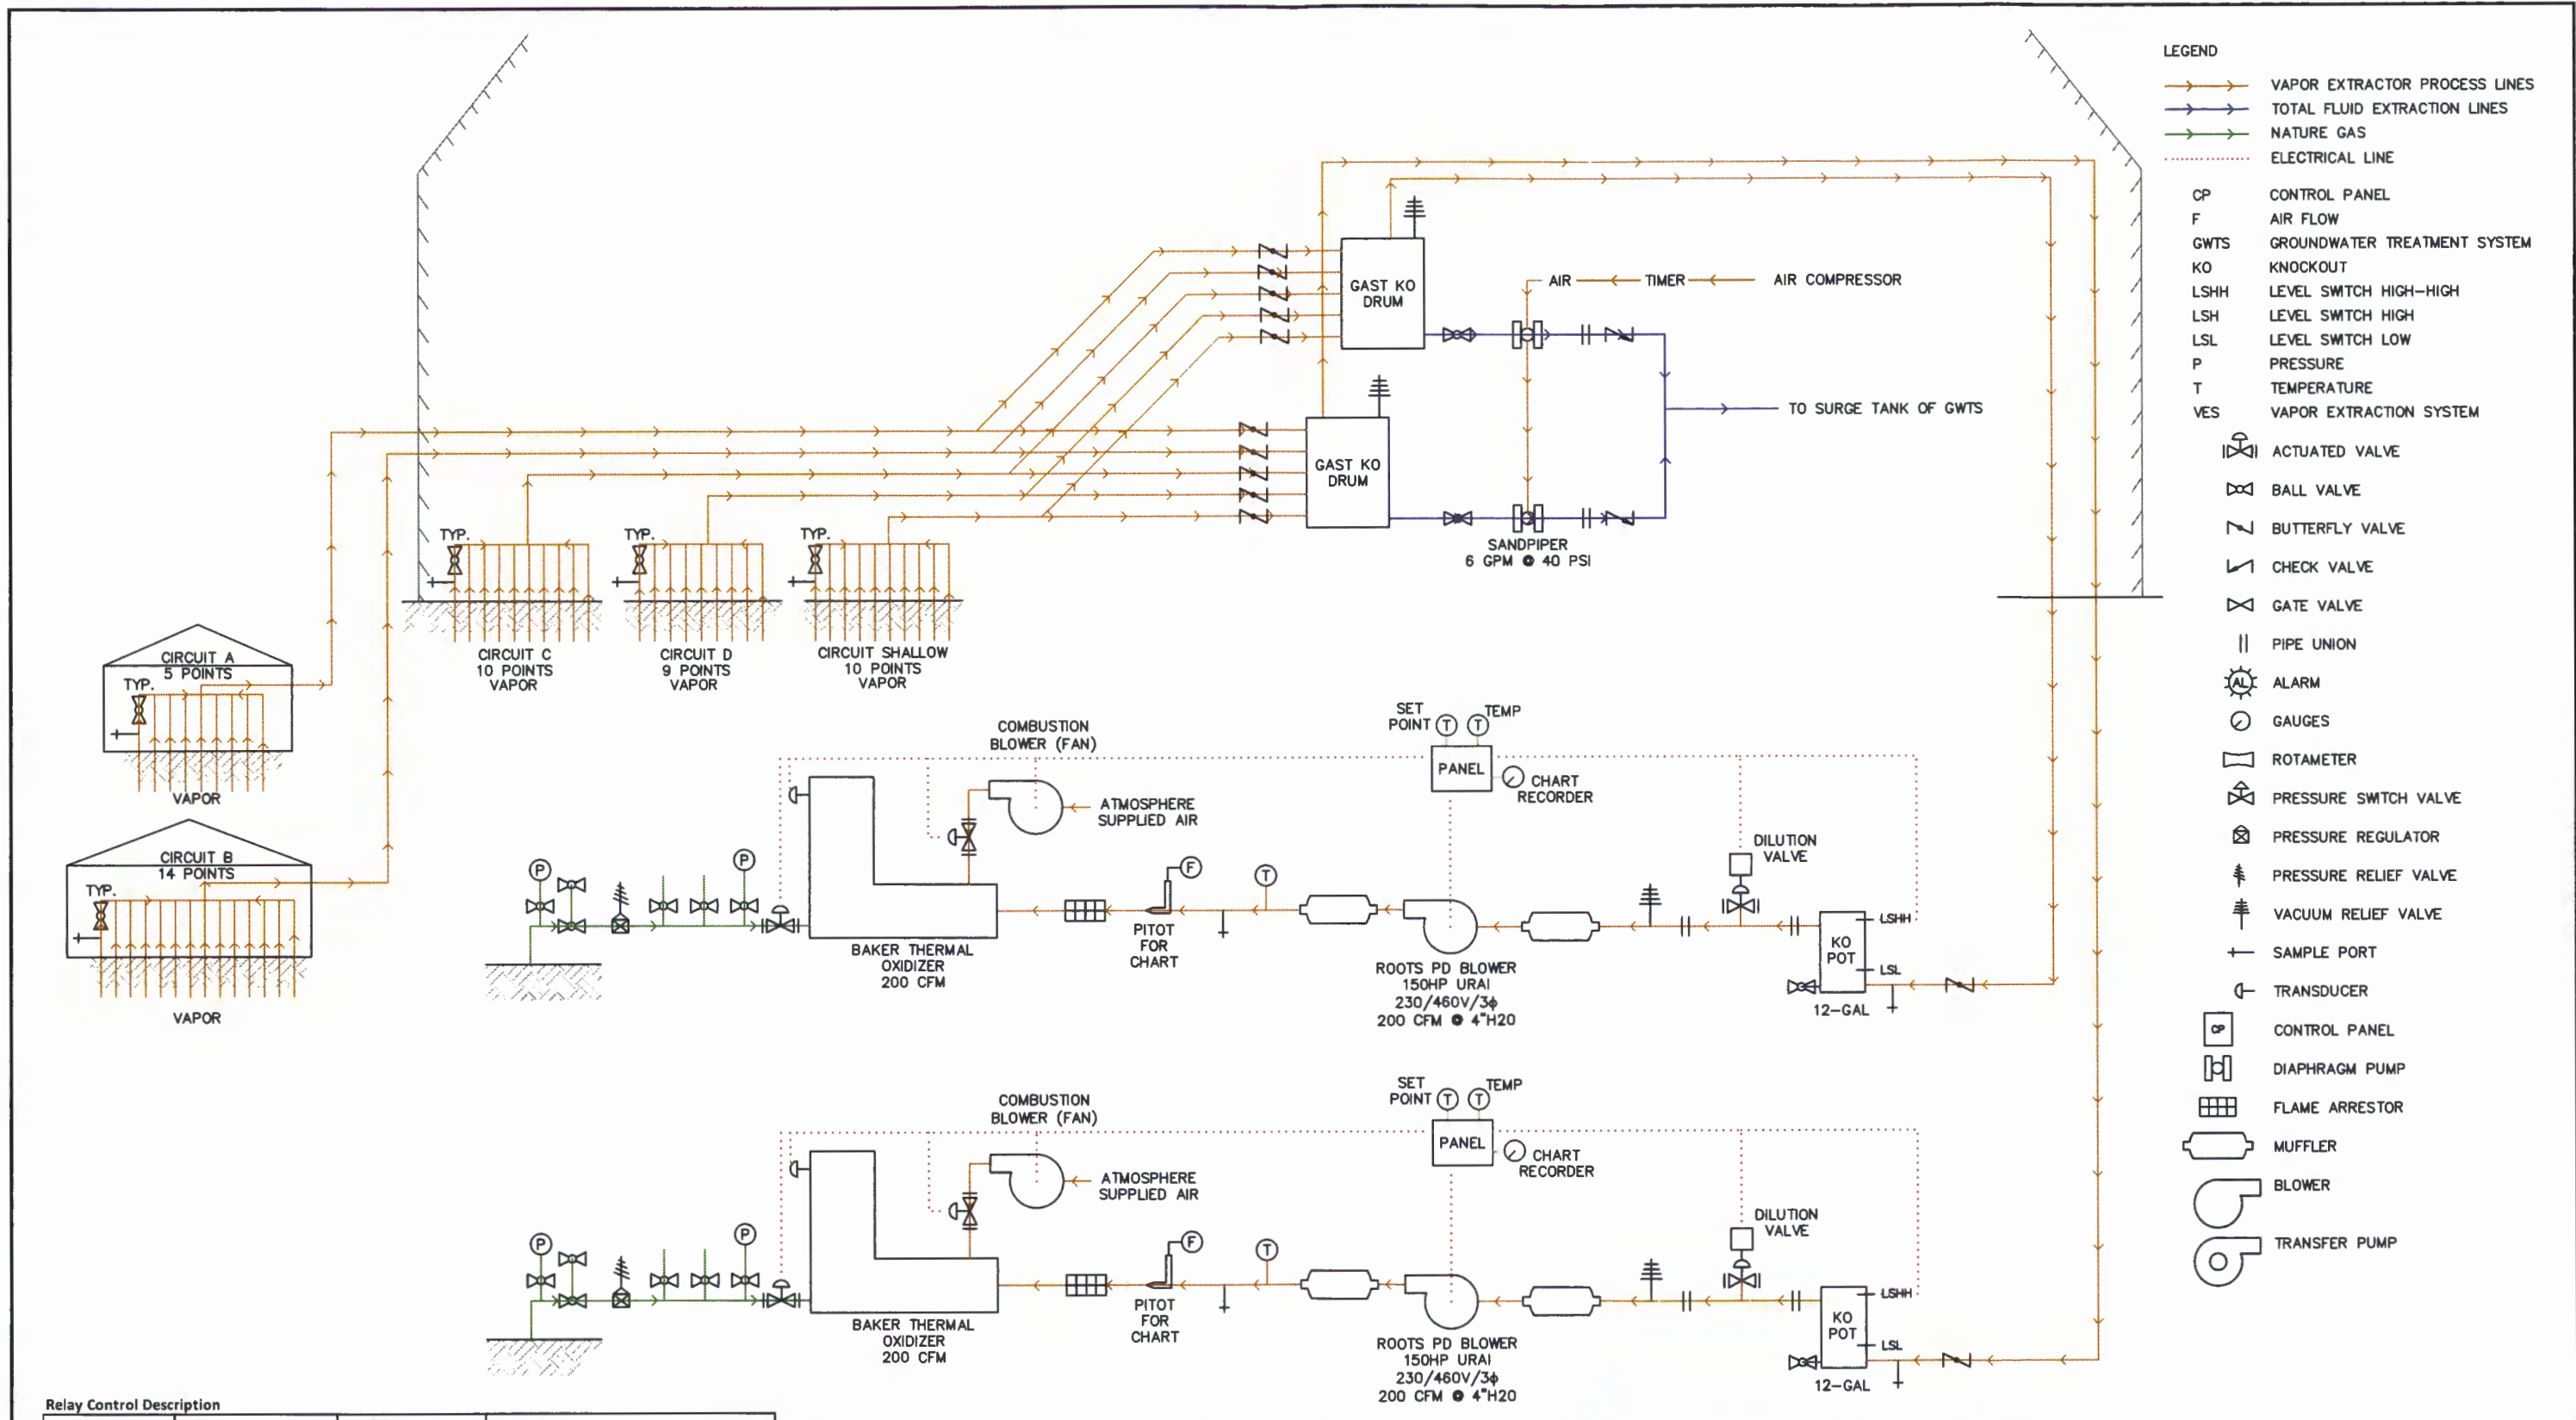 LEGEND
VAPOR EXTRACTOR PROCESS LINES
TOTAL FLUID EXTRACTION LINES
NATURE GAS
ELECTRICAL LINE
CP CONTROL PANEL
F AIR FLOW
GWTS GROUNDWATER TREATMENT SYSTEM
KO KNOCKOUT
LSHH LEVEL SWITCH HIGH-HIGH
LSH LEVEL SWITCH HIGH
LSL LEVEL SWITCH LOW
P PRESSURE
T TEMPERATURE
VES VAPOR EXTRACTION SYSTEM
ACTUATED VALVE
BALL VALVE
BUTTERFLY VALVE
CHECK VALVE
GATE VALVE
PIPE UNION
AL ALARM
GAUGES
ROTAMETER
PRESSURE SWITCH VALVE
PRESSURE REGULATOR
PRESSURE RELIEF VALVE
VACUUM RELIEF VALVE
SAMPLE PORT
TRANSDUCER
CP CONTROL PANEL
DIAPHRAGM PUMP
FLAME ARRESTOR
MUFFLER
BLOWER
TRANSFER PUMP
GAST KO
DRUM
AIR TIMER AIR COMPRESSOR
TO SURGE TANK OF GWTS
GAST KO
DRUM
SANDPIPER
6 GPM @ 40 PSI
TYP.
TYP.
TYP.
CIRCUIT C
10 POINTS
VAPOR
CIRCUIT D
9 POINTS
VAPOR
CIRCUIT SHALLOW
10 POINTS
VAPOR
CIRCUIT A
5 POINTS
TYP.
VAPOR
CIRCUIT B
14 POINTS
TYP.
VAPOR
COMBUSTION
BLOWER (FAN)
ATMOSPHERE
SUPPLIED AIR
SET
POINT T
T TEMP
PANEL
CHART
RECORDER
DILUTION
VALVE
P
P
F
T
BAKER THERMAL
OXIDIZER
200 CFM
PITOT
FOR
CHART
ROOTS PD BLOWER
150HP URAI
230/460V/3ϕ
200 CFM @ 4"H20
KO
POT
LSHH
LSL
12-GAL
COMBUSTION
BLOWER (FAN)
ATMOSPHERE
SUPPLIED AIR
SET
POINT T
T TEMP
PANEL
CHART
RECORDER
DILUTION
VALVE
P
P
F
T
BAKER THERMAL
OXIDIZER
200 CFM
PITOT
FOR
CHART
ROOTS PD BLOWER
150HP URAI
230/460V/3ϕ
200 CFM @ 4"H20
KO
POT
LSHH
LSL
12-GAL
Relay Control Description